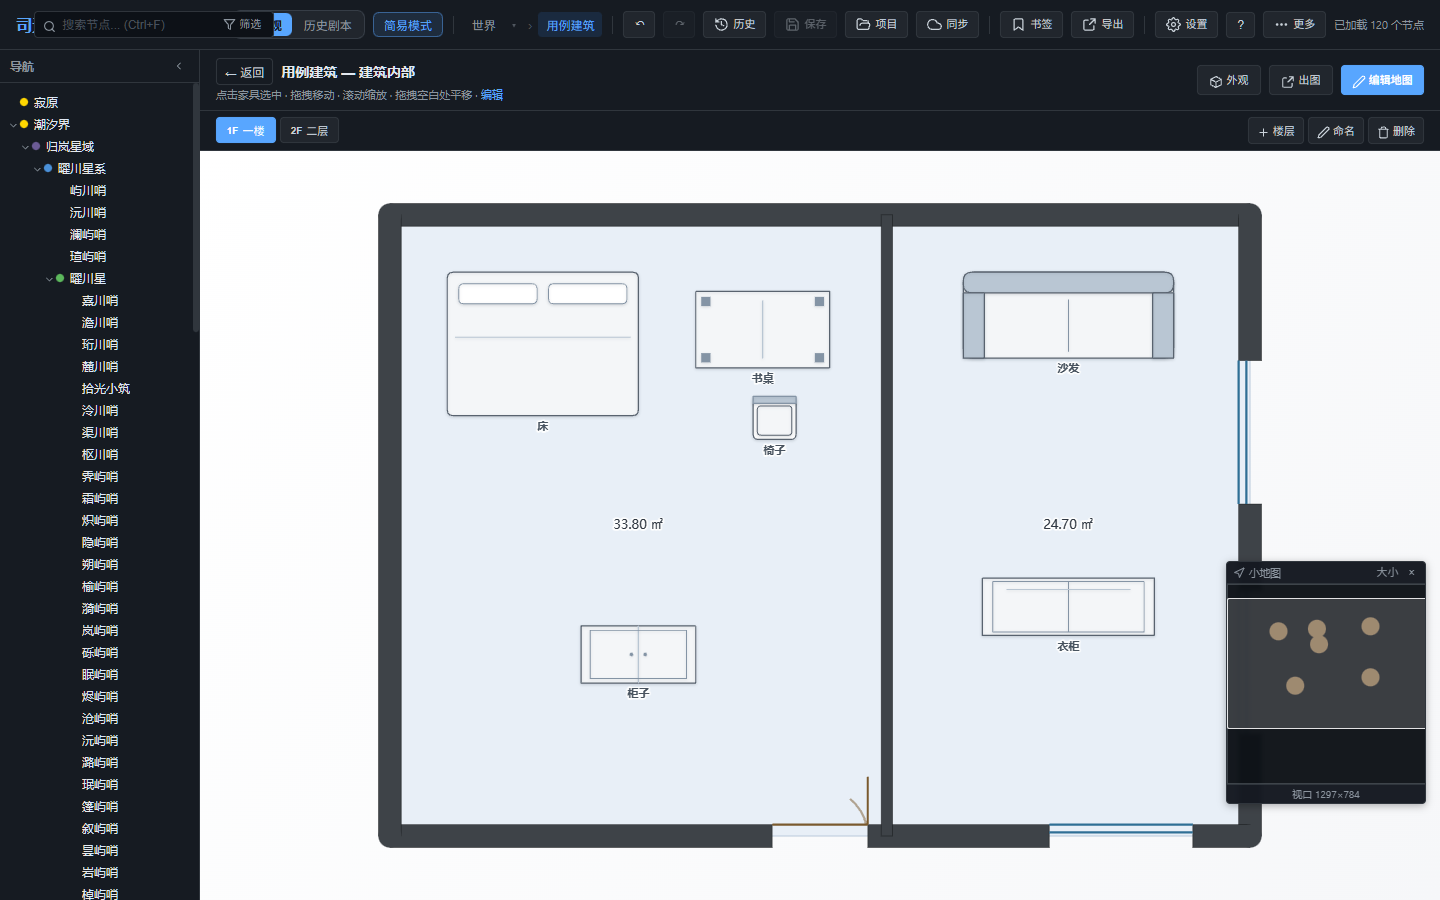 司
搜索节点... (Ctrl+F)
筛选
历史剧本
简易模式
世界
›
用例建筑
历史
保存
项目
同步
书签
导出
设置
?
更多
已加载 120 个节点
导航
寂原
潮汐界
归岚星域
曜川星系
屿川哨
沅川哨
澜屿哨
瑄屿哨
曜川星
嘉川哨
澹川哨
珩川哨
麓川哨
拾光小筑
泠川哨
渠川哨
枢川哨
霁屿哨
霜屿哨
炽屿哨
隐屿哨
朔屿哨
榆屿哨
漪屿哨
岚屿哨
砾屿哨
眠屿哨
烬屿哨
沧屿哨
沅屿哨
潞屿哨
珉屿哨
篷屿哨
叙屿哨
昙屿哨
岩屿哨
棹屿哨
← 返回
用例建筑 — 建筑内部
点击家具选中 · 拖拽移动 · 滚动缩放 · 拖拽空白处平移 · 编辑
外观
出图
编辑地图
1F 一楼
2F 二层
+ 楼层
命名
删除
床
书桌
椅子
沙发
33.80 ㎡
24.70 ㎡
柜子
衣柜
小地图
大小
×
视口 1297×784